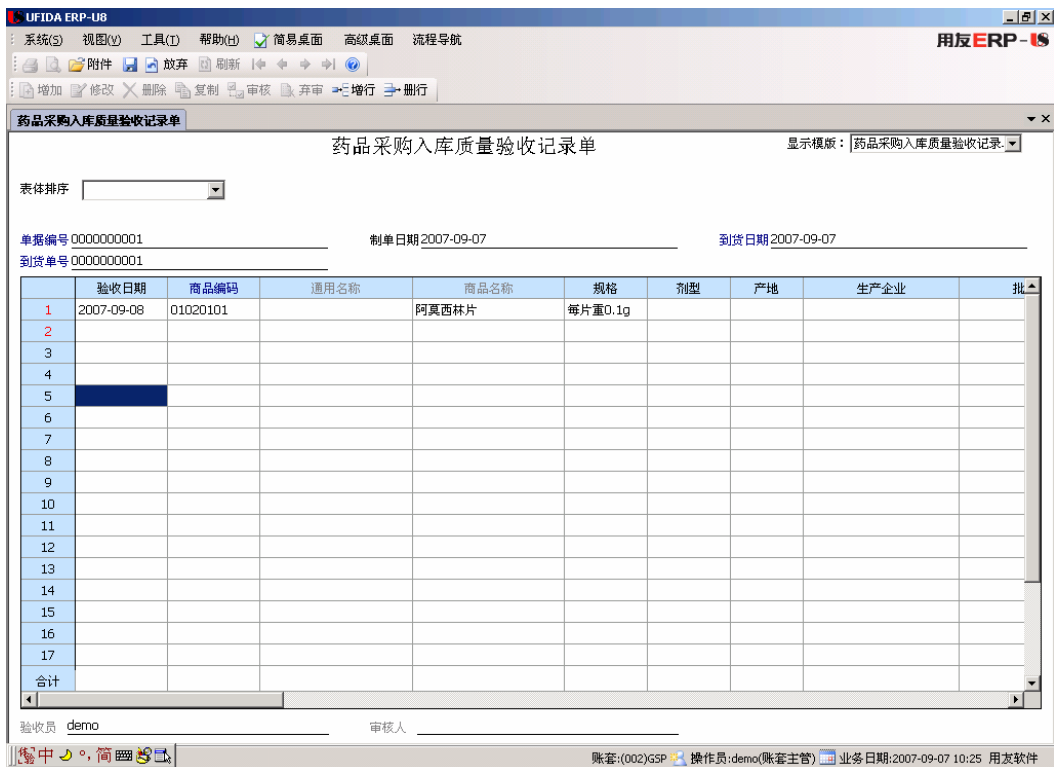 UFIDA ERP-U8
系统(S) 视图(V) 工具(T) 帮助(H) 简易桌面 高级桌面 流程导航 用友ERP-U8
附件 放弃 刷新
增加 修改 删除 复制 审核 弃审 增行 删行
药品采购入库质量验收记录单
药品采购入库质量验收记录单 显示模版： 药品采购入库质量验收记录.
表体排序
单据编号 0000000001 制单日期 2007-09-07 到货日期 2007-09-07
到货单号 0000000001
验收日期 商品编码 通用名称 商品名称 规格 剂型 产地 生产企业 批
1 2007-09-08 01020101 阿莫西林片 每片重0.1g
2
3
4
5
6
7
8
9
10
11
12
13
14
15
16
17
合计
验收员 demo 审核人
中 °, 简 账套:(002)GSP 操作员:demo(账套主管) 业务日期:2007-09-07 10:25 用友软件